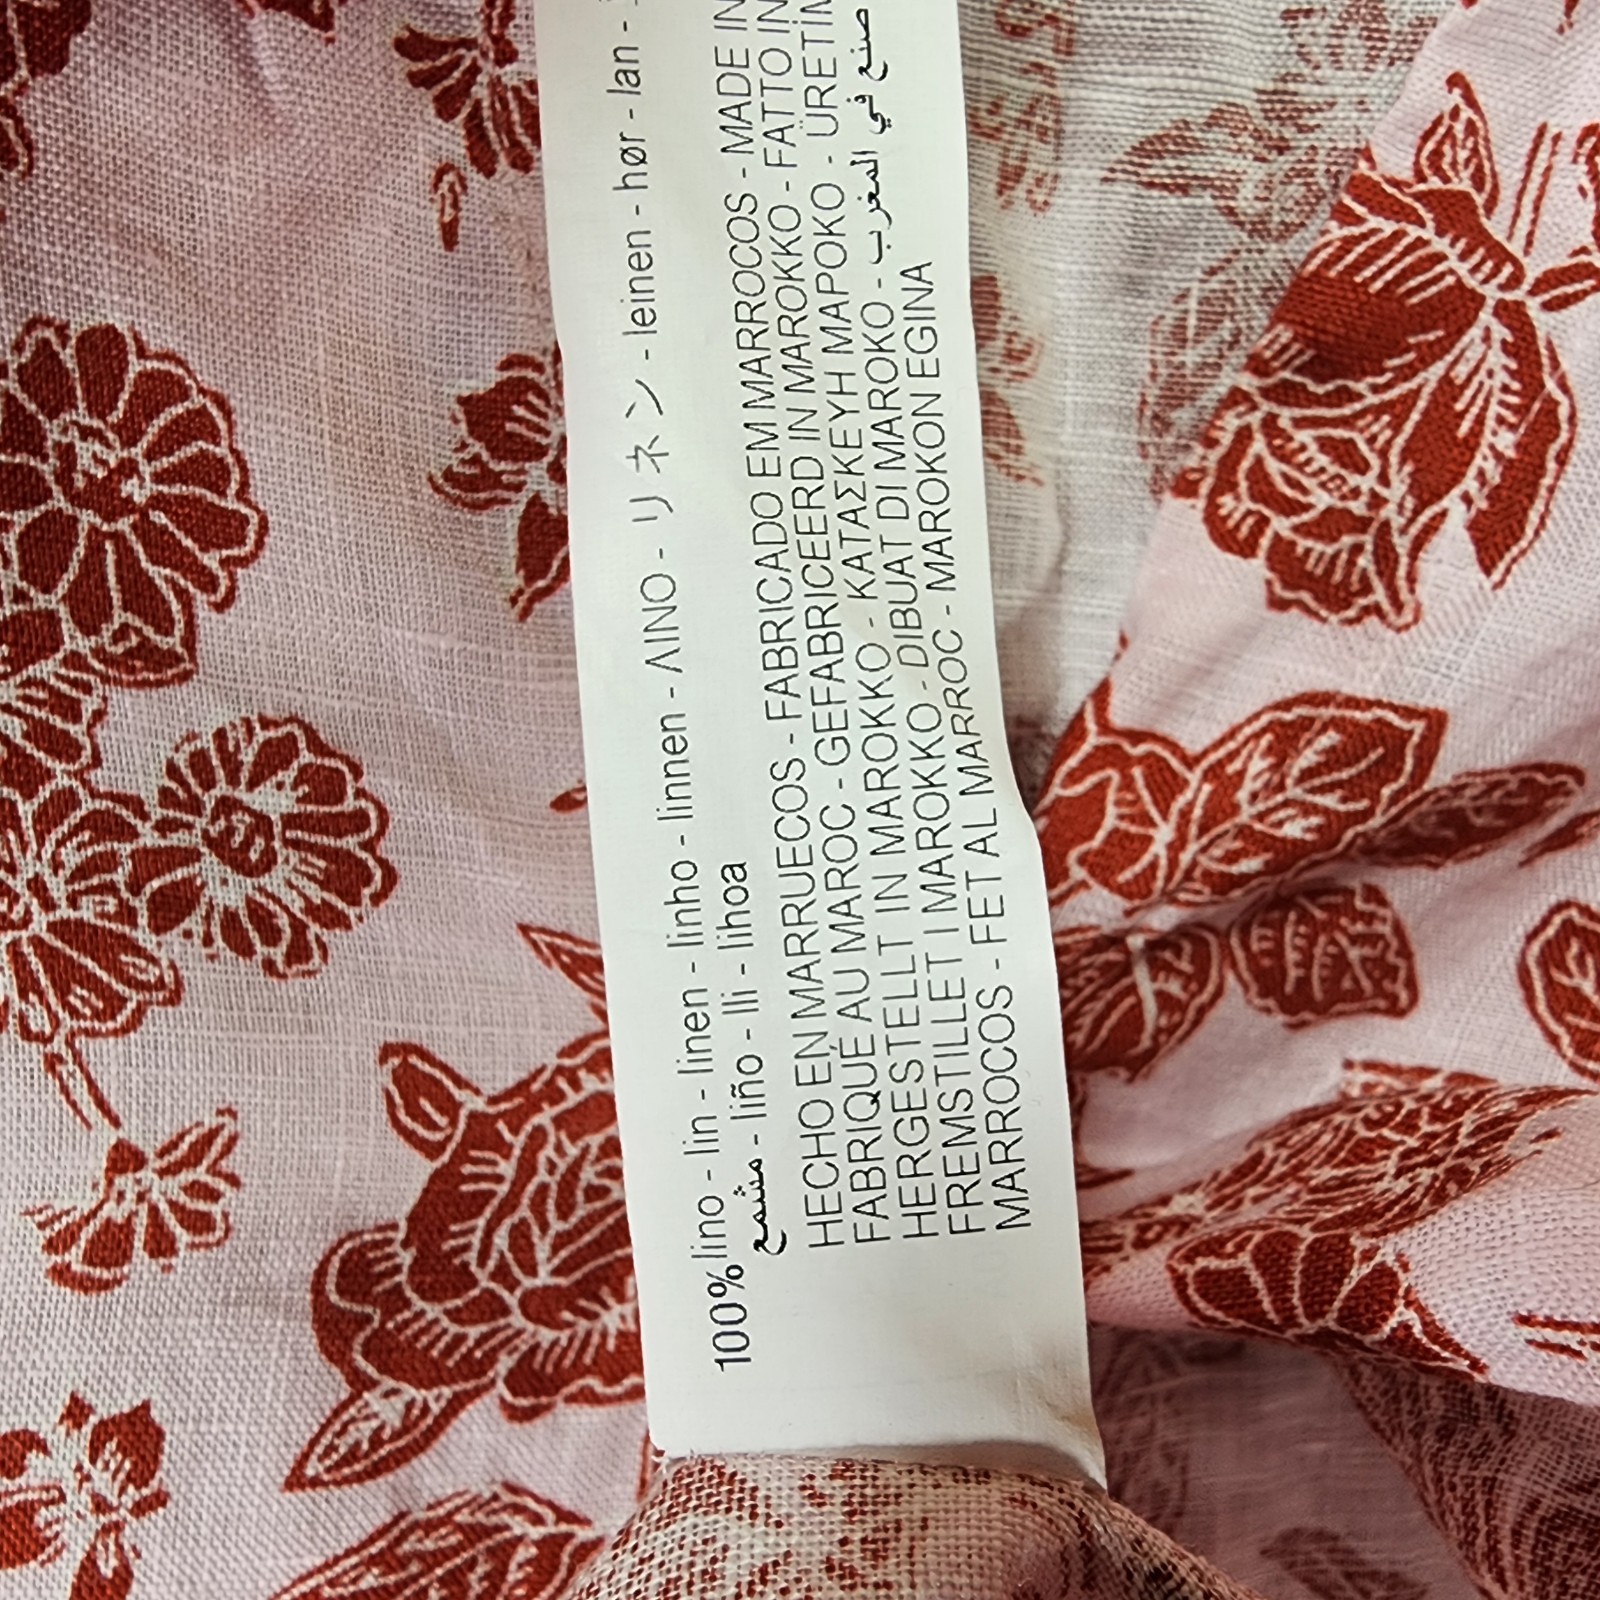 100% lino - lin - linen - linho - linnen - ΛΙΝΟ - リネン - leinen - hør - lan -
مشمع - liño - lli - lihoa
HECHO EN MARRUECOS - FABRICADO EM MARROCOS - MADE IN
FABRIQUÉ AU MAROC - GEFABRICEERD IN MAROKKO - FATTO IN
HERGESTELLT IN MAROKKO - ΚΑΤΑΣΚΕΥΗ ΜΑΡΟΚΟ - ÜRETİM
FREMSTILLET I MAROKKO - DIBUAT DI MAROKO - صنع في المغرب
MARROCOS - FET AL MARROC - MAROKON EGINA